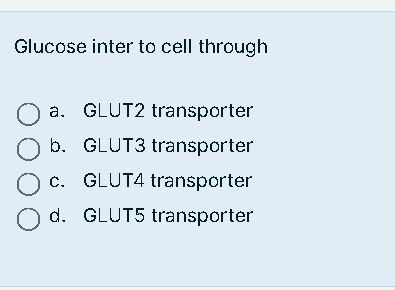 Glucose inter to cell through
a. GLUT2 transporter
b. GLUT3 transporter
c. GLUT4 transporter
d. GLUT5 transporter